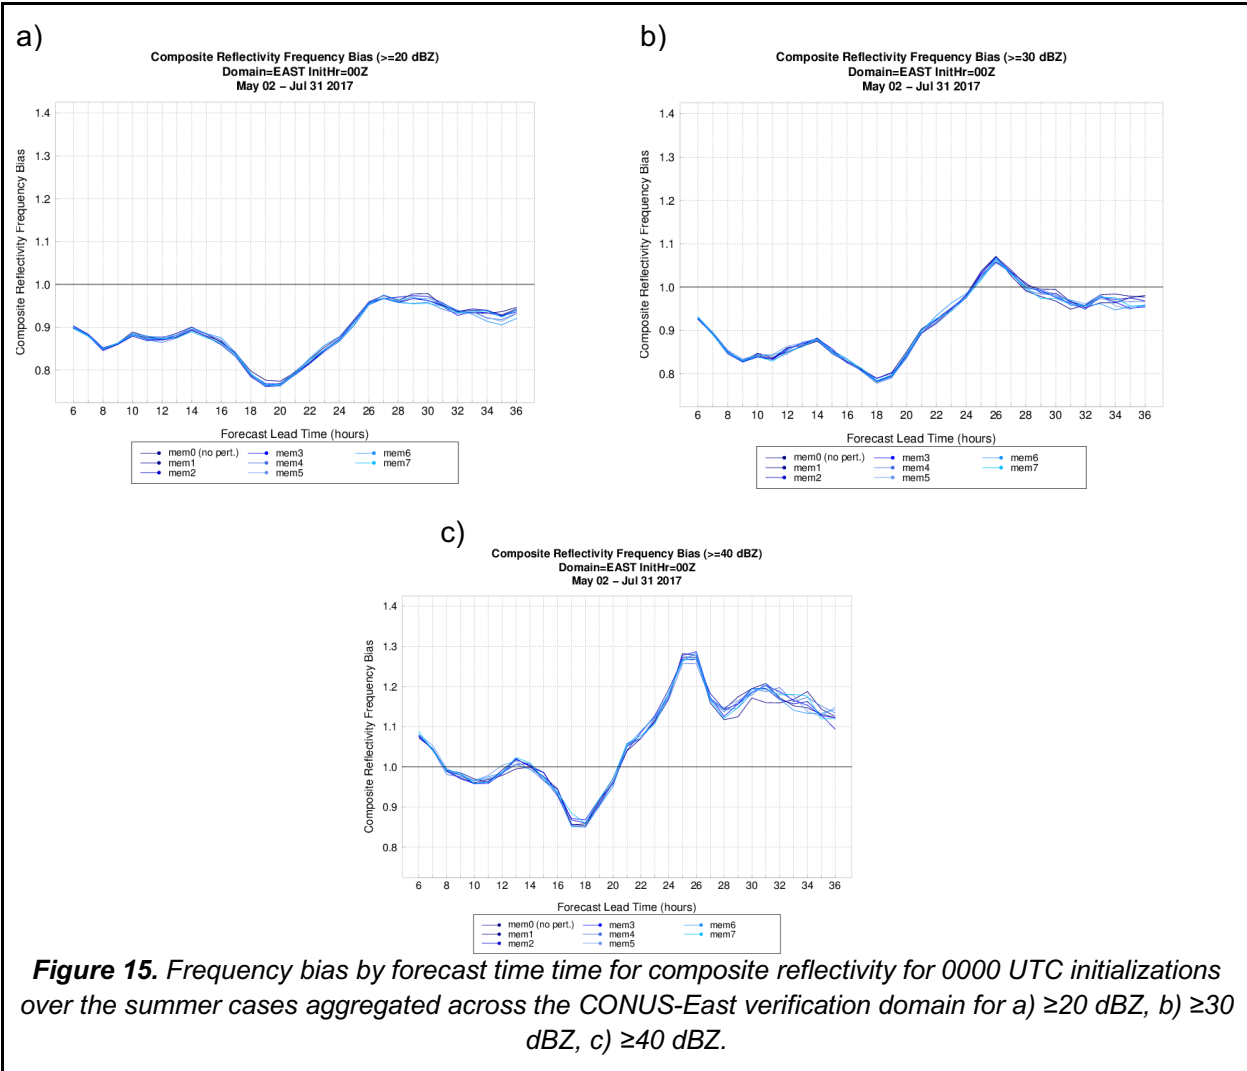 a)
Composite Reflectivity Frequency Bias (>=20 dBZ)
Domain=EAST InitHr=00Z
May 02 – Jul 31 2017
Composite Reflectivity Frequency Bias
1.4
1.3
1.2
1.1
1.0
0.9
0.8
6 8 10 12 14 16 18 20 22 24 26 28 30 32 34 36
Forecast Lead Time (hours)
mem0 (no pert.) mem3 mem6
mem1 mem4 mem7
mem2 mem5
b)
Composite Reflectivity Frequency Bias (>=30 dBZ)
Domain=EAST InitHr=00Z
May 02 – Jul 31 2017
Composite Reflectivity Frequency Bias
1.4
1.3
1.2
1.1
1.0
0.9
0.8
6 8 10 12 14 16 18 20 22 24 26 28 30 32 34 36
Forecast Lead Time (hours)
mem0 (no pert.) mem3 mem6
mem1 mem4 mem7
mem2 mem5
c)
Composite Reflectivity Frequency Bias (>=40 dBZ)
Domain=EAST InitHr=00Z
May 02 – Jul 31 2017
Composite Reflectivity Frequency Bias
1.4
1.3
1.2
1.1
1.0
0.9
0.8
6 8 10 12 14 16 18 20 22 24 26 28 30 32 34 36
Forecast Lead Time (hours)
mem0 (no pert.) mem3 mem6
mem1 mem4 mem7
mem2 mem5
Figure 15. Frequency bias by forecast time time for composite reflectivity for 0000 UTC initializations
over the summer cases aggregated across the CONUS-East verification domain for a) ≥20 dBZ, b) ≥30
dBZ, c) ≥40 dBZ.